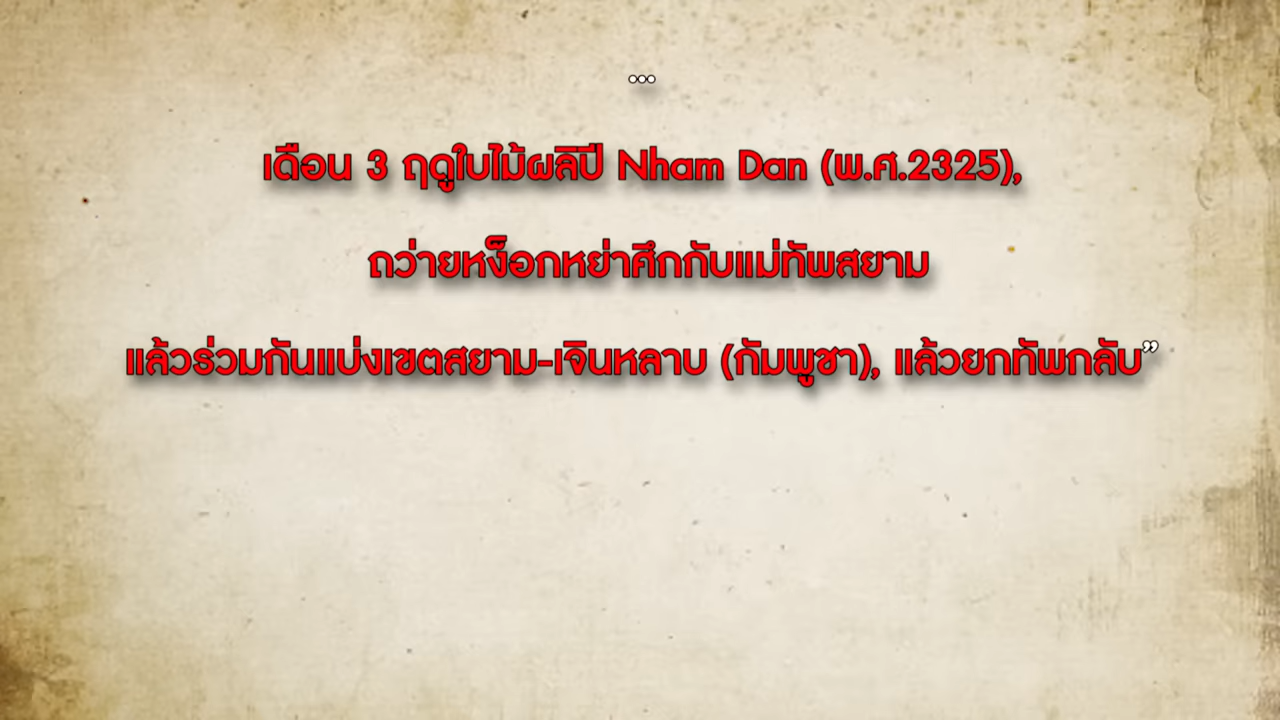 ...
เดือน 3 ฤดูใบไม้ผลิปี Nham Dan (พ.ศ.2325),
ถว่ายหง็อกหย่าศึกกับแม่ทัพสยาม
แล้วร่วมกันแบ่งเขตสยาม-เจินหลาบ (กัมพูชา), แล้วยกทัพกลับ”